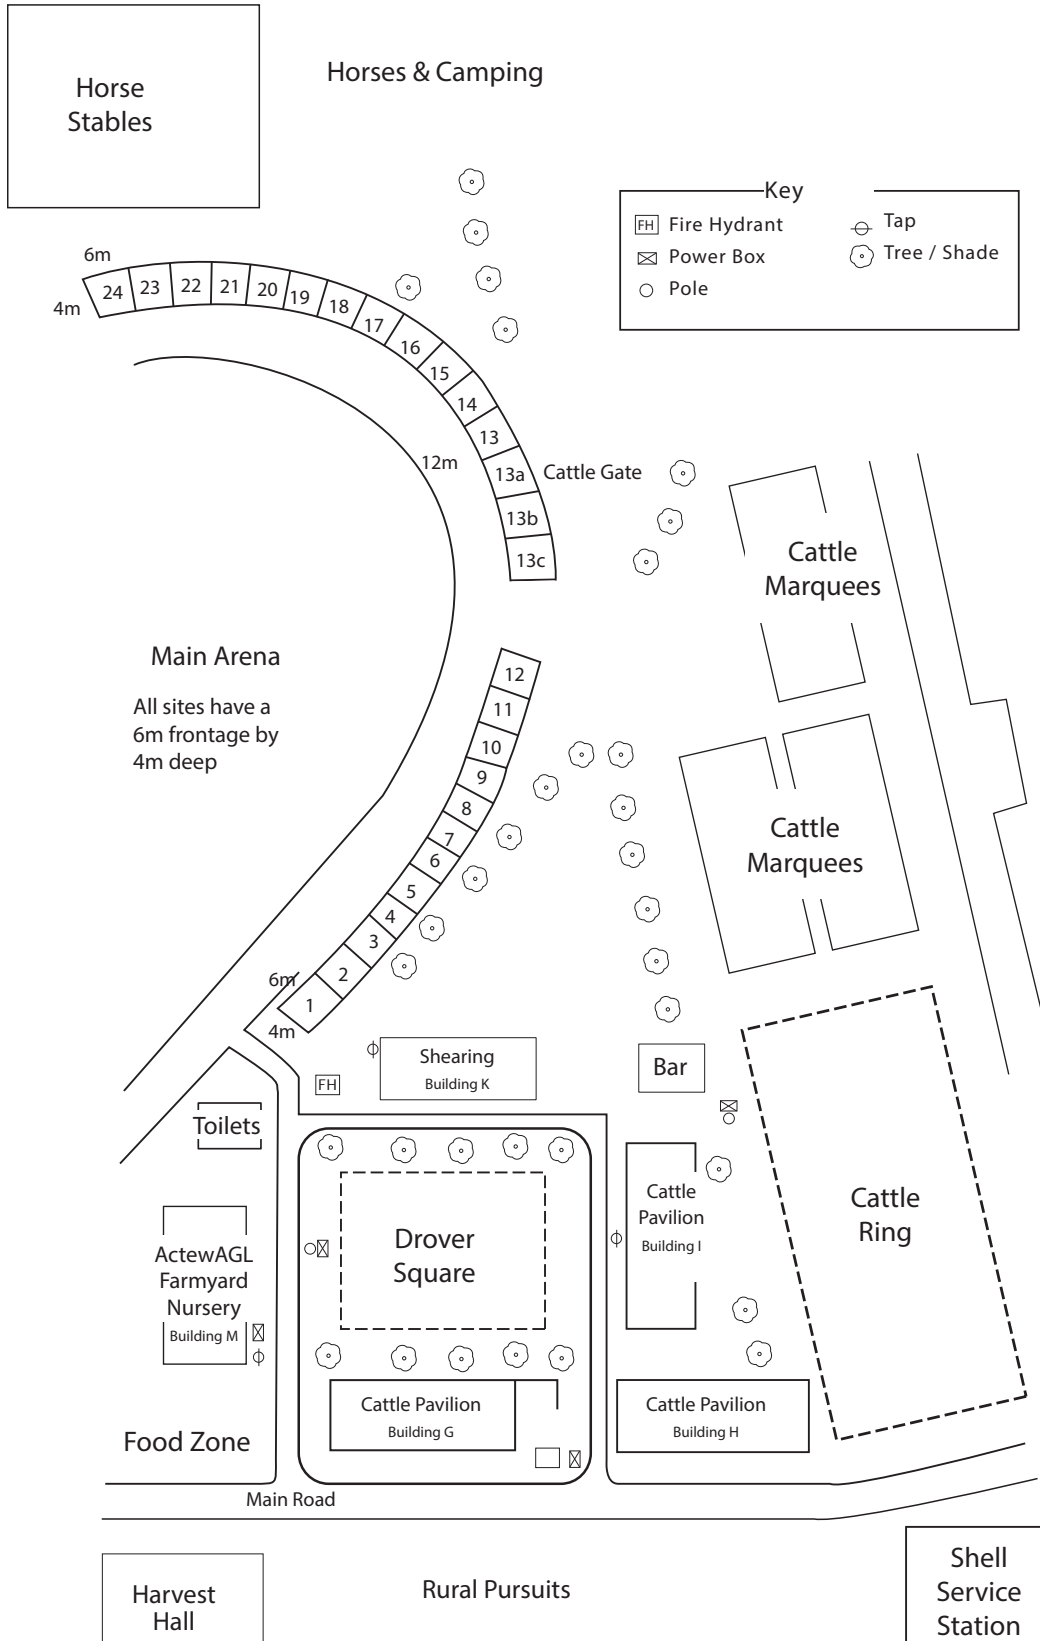 Horse
Stables
Horses & Camping
Key
FH Fire Hydrant
Power Box
Pole
Tap
Tree / Shade
6m
4m
24
23
22
21
20
19
18
17
16
15
14
13
13a
13b
13c
12m
Cattle Gate
Cattle
Marquees
Main Arena
All sites have a
6m frontage by
4m deep
12
11
10
9
8
7
6
5
4
3
2
1
6m
4m
Cattle
Marquees
Shearing
Building K
Bar
FH
Toilets
Cattle
Pavilion
Building I
Cattle
Ring
Drover
Square
ActewAGL
Farmyard
Nursery
Building M
Cattle Pavilion
Building G
Cattle Pavilion
Building H
Food Zone
Main Road
Harvest
Hall
Rural Pursuits
Shell
Service
Station